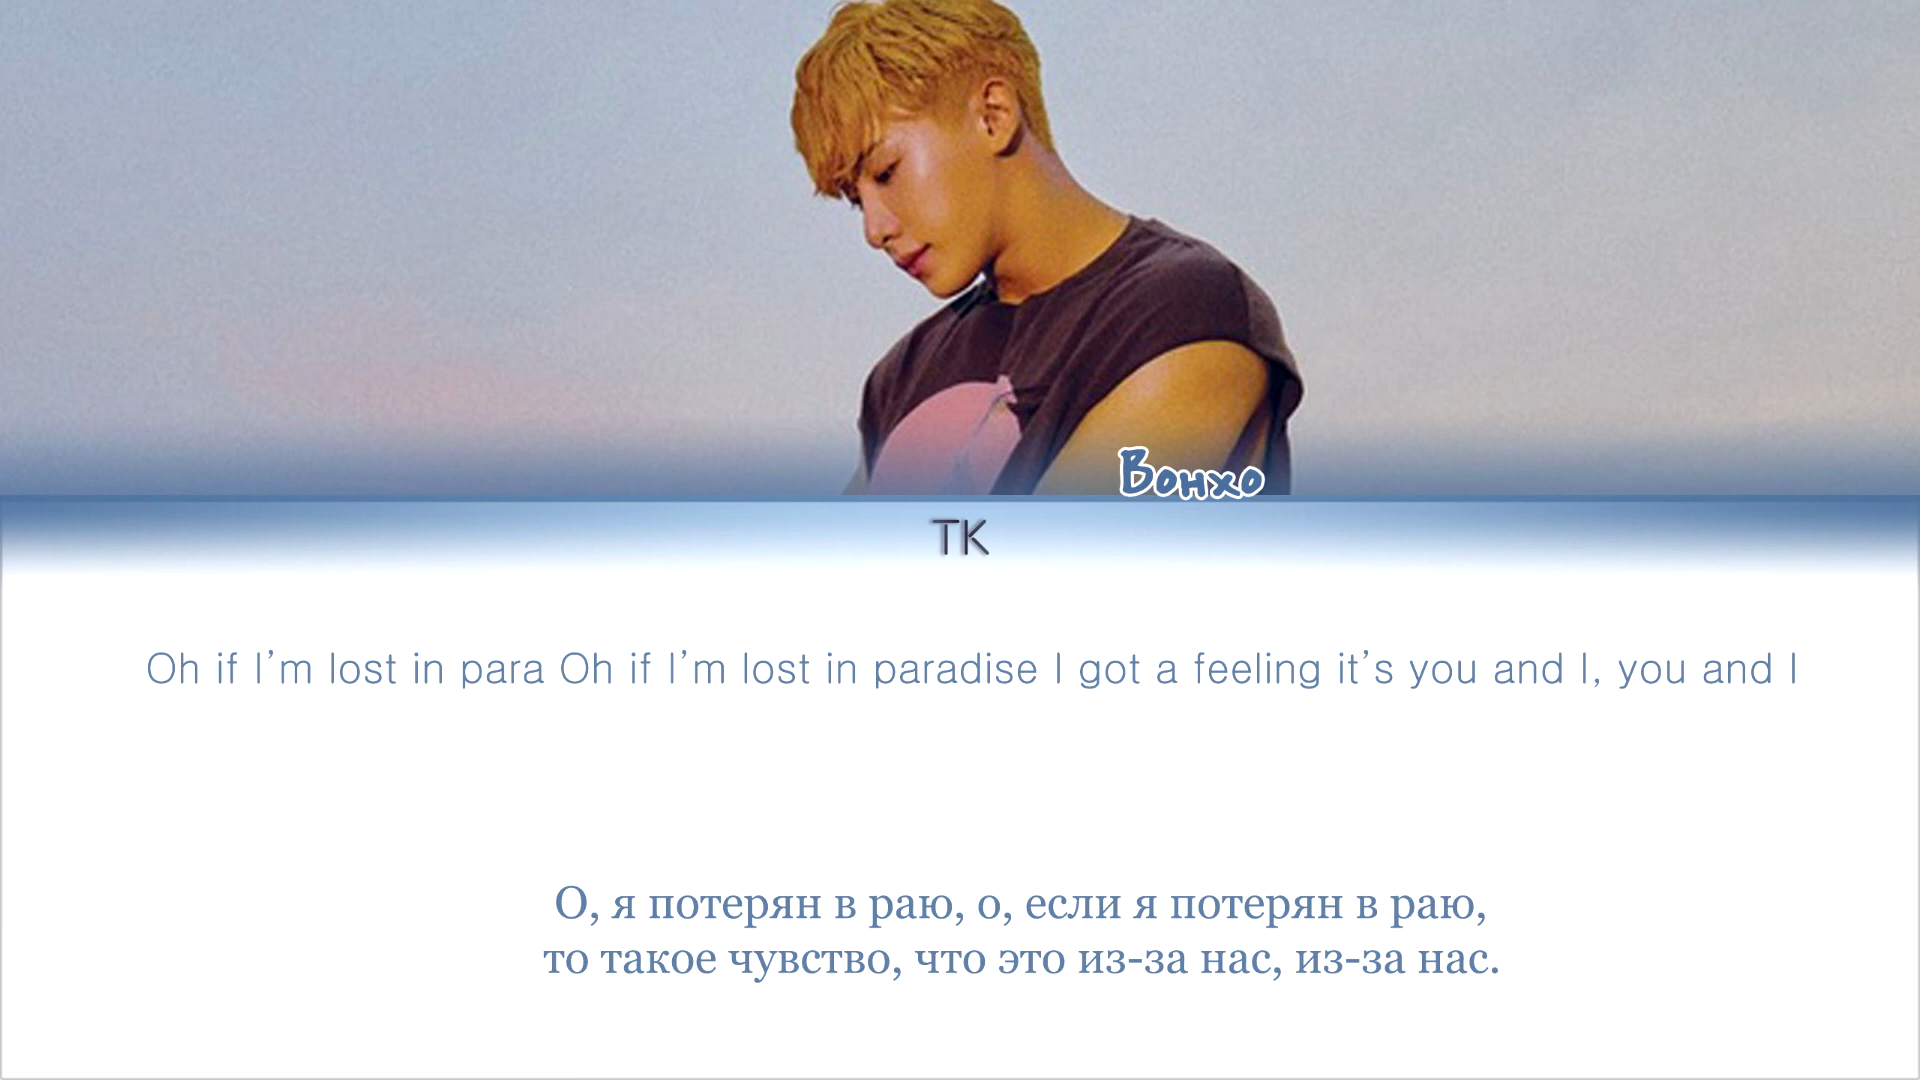 Вонхо
TK
Oh if I’m lost in para Oh if I’m lost in paradise I got a feeling it’s you and I, you and I
О, я потерян в раю, о, если я потерян в раю,
то такое чувство, что это из-за нас, из-за нас.